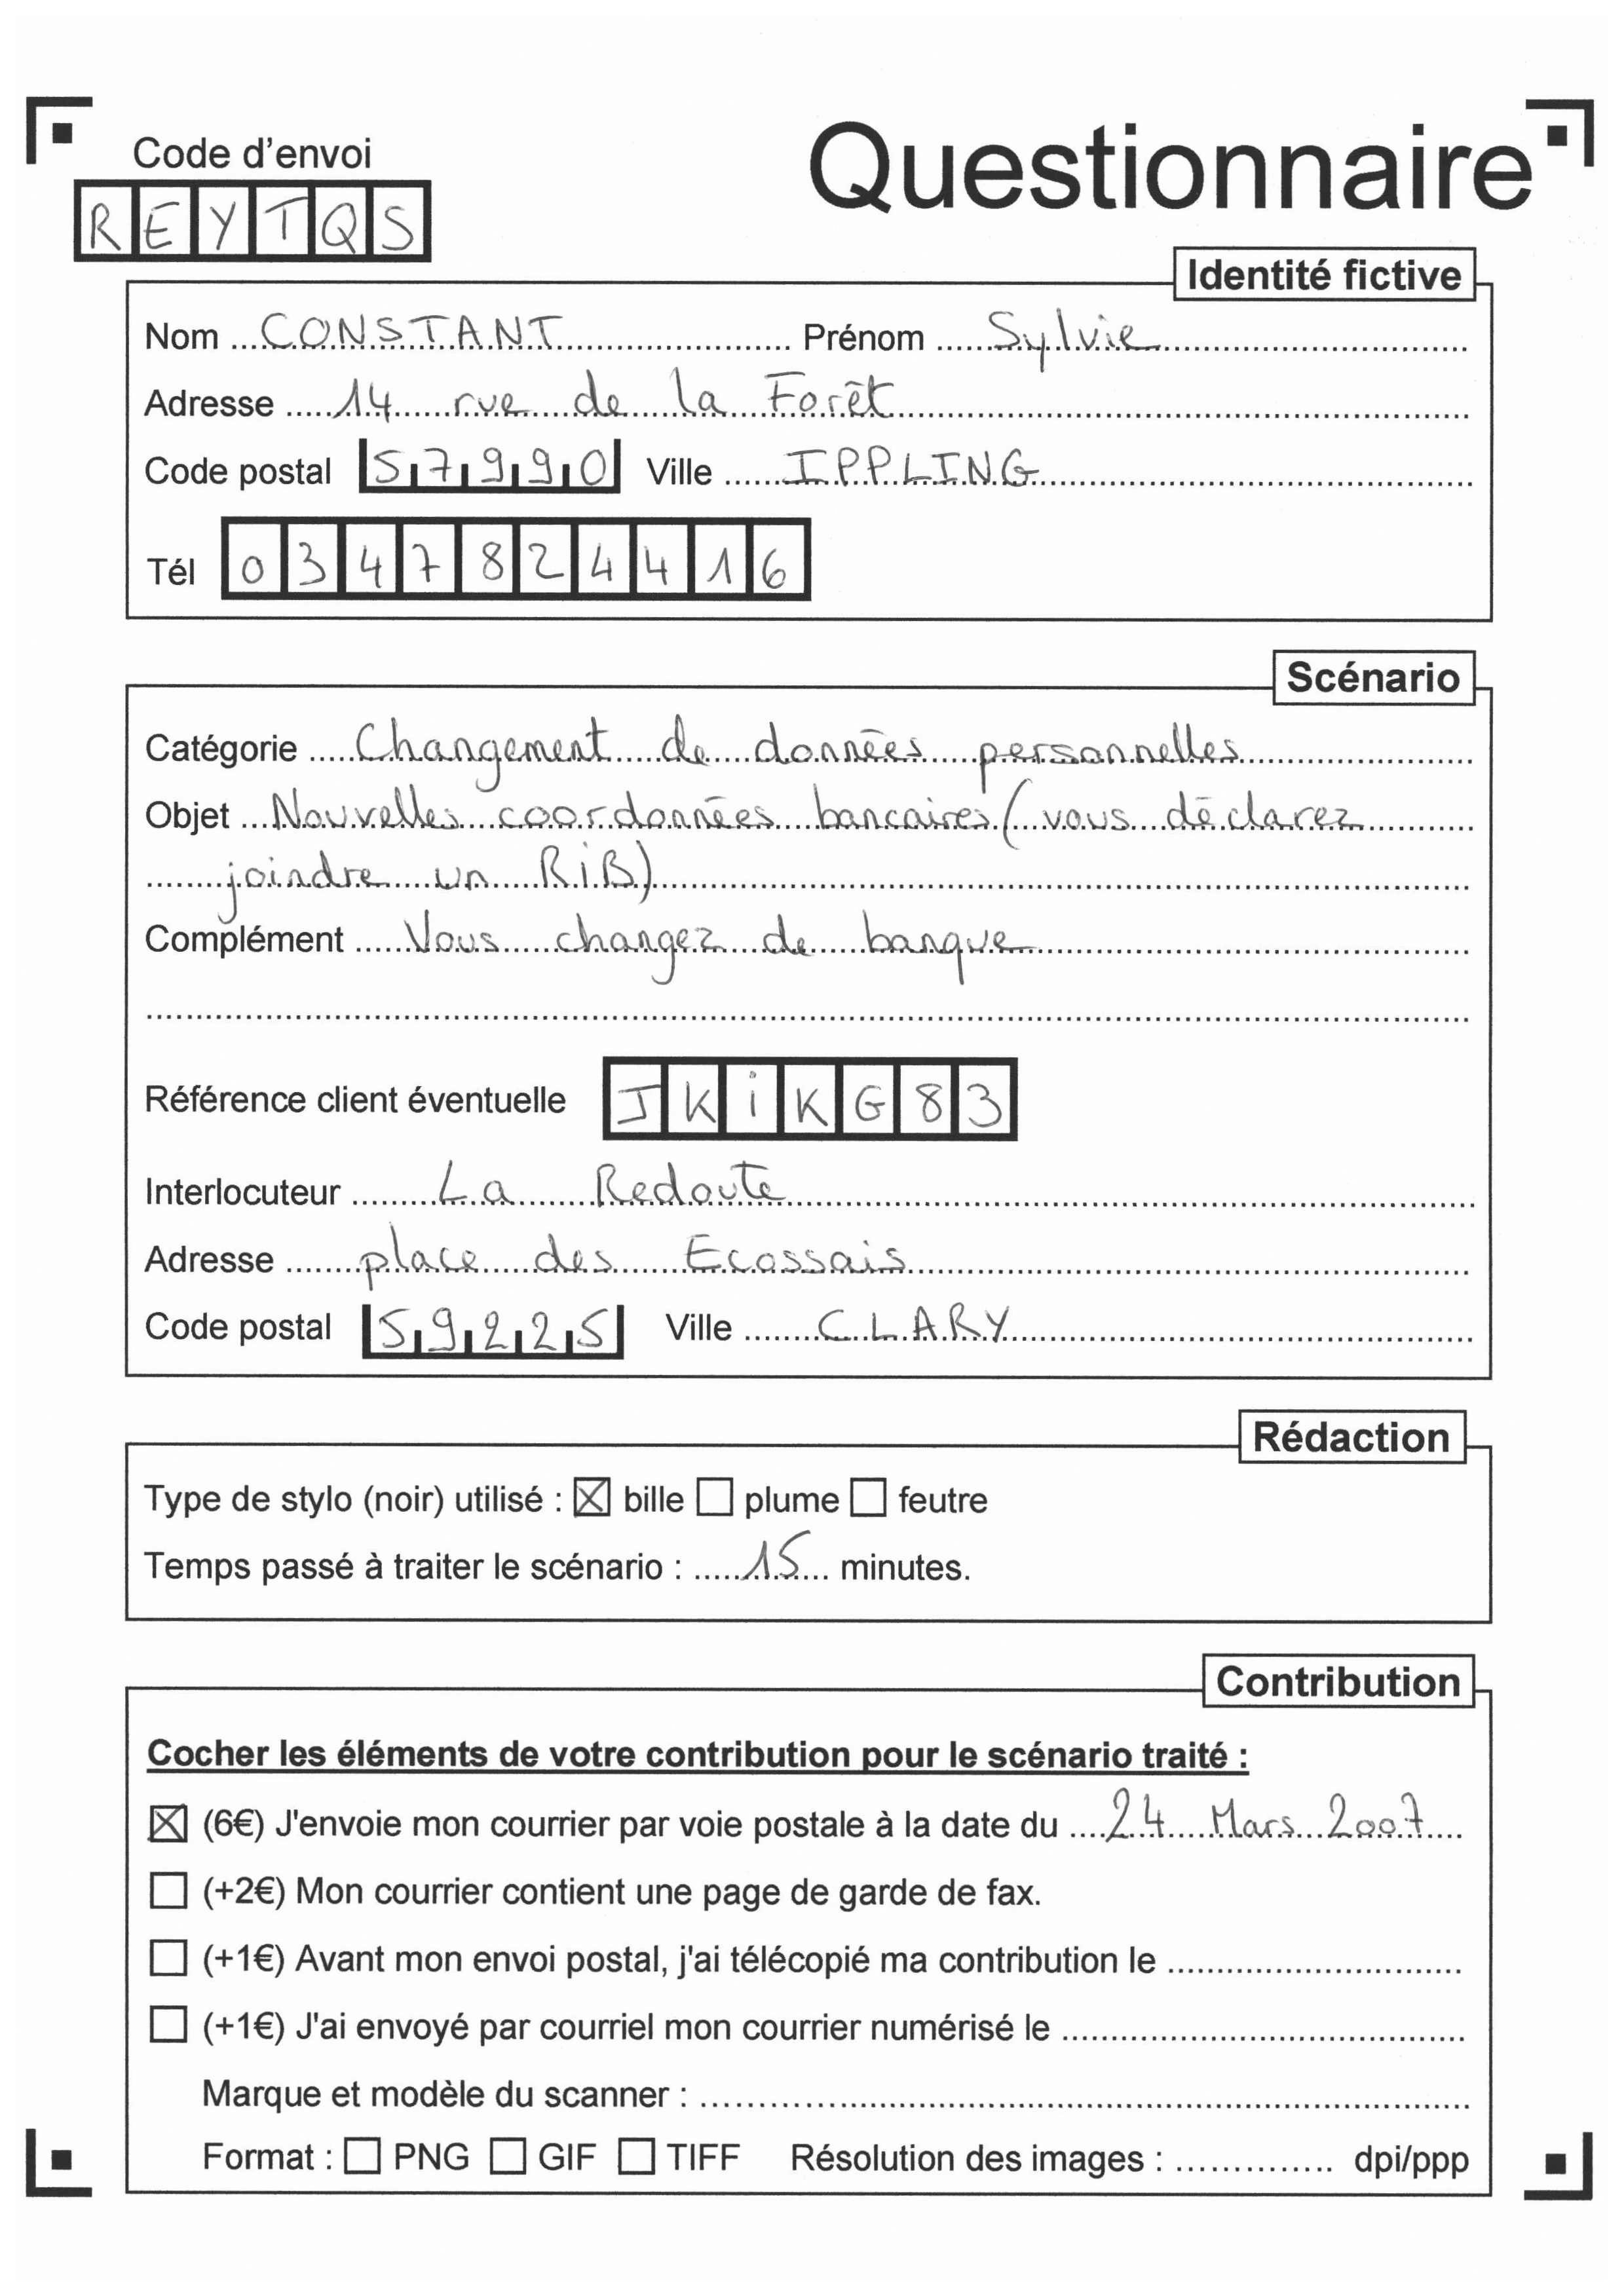 Code d'envoi
REYTQS
Questionnaire
Identité fictive
Nom CONSTANT Prénom Sylvie
Adresse 14 rue de la Forêt
Code postal 57990 Ville IPPLING
Tél 0347824416
Scénario
Catégorie Changement de données personnelles
Objet Nouvelles coordonnées bancaires (vous déclarez
joindre un RiB)
Complément Vous changez de banque
Référence client éventuelle JKiKG83
Interlocuteur La Redoute
Adresse place des Ecossais
Code postal 59225 Ville CLARY
Rédaction
Type de stylo (noir) utilisé : ☒ bille ☐ plume ☐ feutre
Temps passé à traiter le scénario : 15 minutes.
Contribution
Cocher les éléments de votre contribution pour le scénario traité :
☒ (6€) J'envoie mon courrier par voie postale à la date du 24 Mars 2007
☐ (+2€) Mon courrier contient une page de garde de fax.
☐ (+1€) Avant mon envoi postal, j'ai télécopié ma contribution le
☐ (+1€) J'ai envoyé par courriel mon courrier numérisé le
Marque et modèle du scanner :
Format : ☐ PNG ☐ GIF ☐ TIFF Résolution des images : dpi/ppp